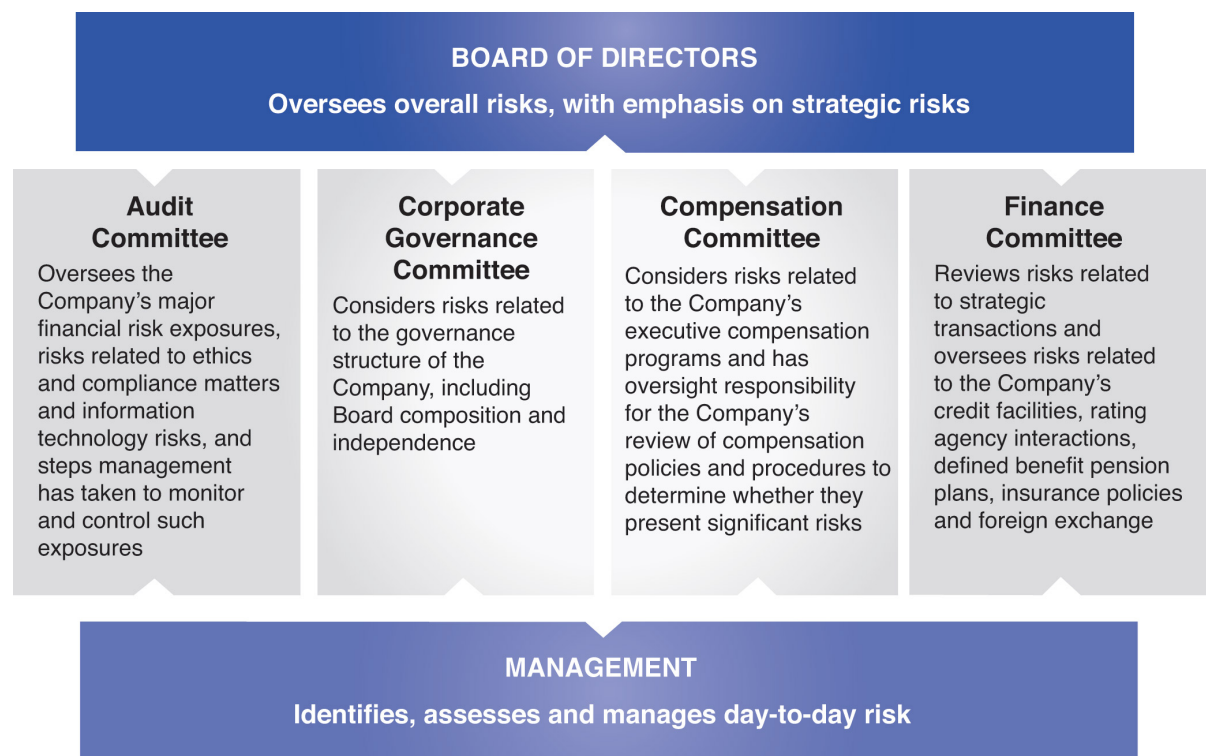 BOARD OF DIRECTORS
Oversees overall risks, with emphasis on strategic risks
Audit
Committee
Oversees the
Company’s major
financial risk exposures,
risks related to ethics
and compliance matters
and information
technology risks, and
steps management
has taken to monitor
and control such
exposures
Corporate
Governance
Committee
Considers risks related
to the governance
structure of the
Company, including
Board composition and
independence
Compensation
Committee
Considers risks related
to the Company’s
executive compensation
programs and has
oversight responsibility
for the Company’s
review of compensation
policies and procedures to
determine whether they
present significant risks
Finance
Committee
Reviews risks related
to strategic
transactions and
oversees risks related
to the Company’s
credit facilities, rating
agency interactions,
defined benefit pension
plans, insurance policies
and foreign exchange
MANAGEMENT
Identifies, assesses and manages day-to-day risk